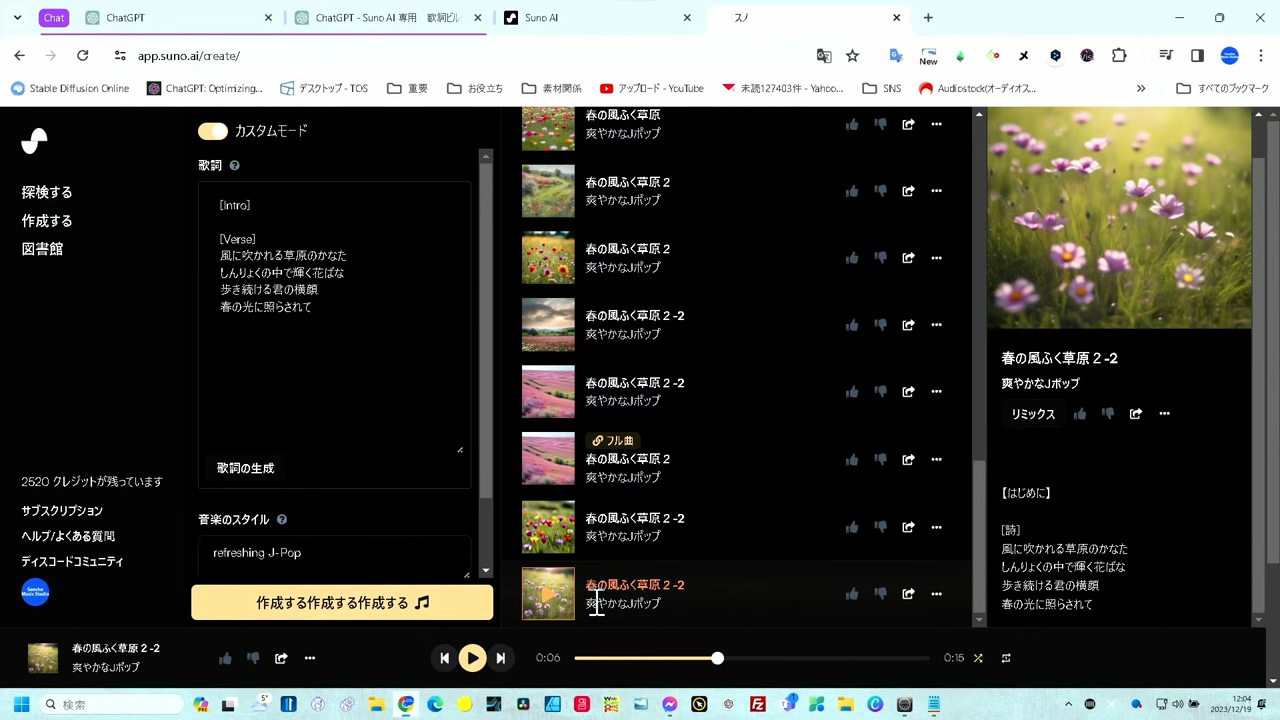 Chat
ChatGPT
ChatGPT - Suno AI 専用 歌詞ビル
Suno AI
スノ
app.suno.ai/create/
New
Stable Diffusion Online
ChatGPT: Optimizing...
デスクトップ - TOS
重要
お役立ち
素材関係
アップロード - YouTube
未読127403件 - Yahoo...
SNS
Audiostock(オーディオス...
»
すべてのブックマーク
探検する
作成する
図書館
2520 クレジットが残っています
サブスクリプション
ヘルプ/よくある質問
ディスコードコミュニティ
Sancho
Music Studio
カスタムモード
歌詞
[Intro]
[Verse]
風に吹かれる草原のかなた
しんりょくの中で輝く花ばな
歩き続ける君の横顔
春の光に照らされて
歌詞の生成
音楽のスタイル
refreshing J-Pop
作成する作成する作成する
春の風ふく草原
爽やかなJポップ
春の風ふく草原 2
爽やかなJポップ
春の風ふく草原 2
爽やかなJポップ
春の風ふく草原 2 -2
爽やかなJポップ
春の風ふく草原 2 -2
爽やかなJポップ
フル曲
春の風ふく草原 2
爽やかなJポップ
春の風ふく草原 2 -2
爽やかなJポップ
春の風ふく草原 2 -2
爽やかなJポップ
春の風ふく草原 2 -2
爽やかなJポップ
リミックス
【はじめに】
[詩]
風に吹かれる草原のかなた
しんりょくの中で輝く花ばな
歩き続ける君の横顔
春の光に照らされて
春の風ふく草原 2 -2
爽やかなJポップ
0:06
0:15
検索
12:04
2023/12/19